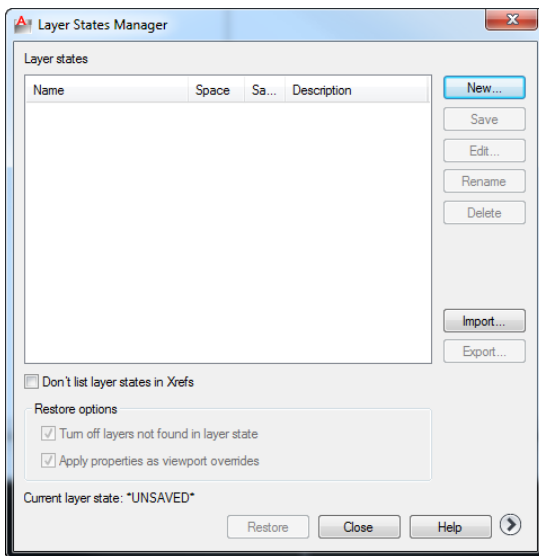 Layer States Manager
Layer states
Name Space Sa... Description
New...
Save
Edit...
Rename
Delete
Import...
Export...
Don't list layer states in Xrefs
Restore options
Turn off layers not found in layer state
Apply properties as viewport overrides
Current layer state: *UNSAVED*
Restore Close Help